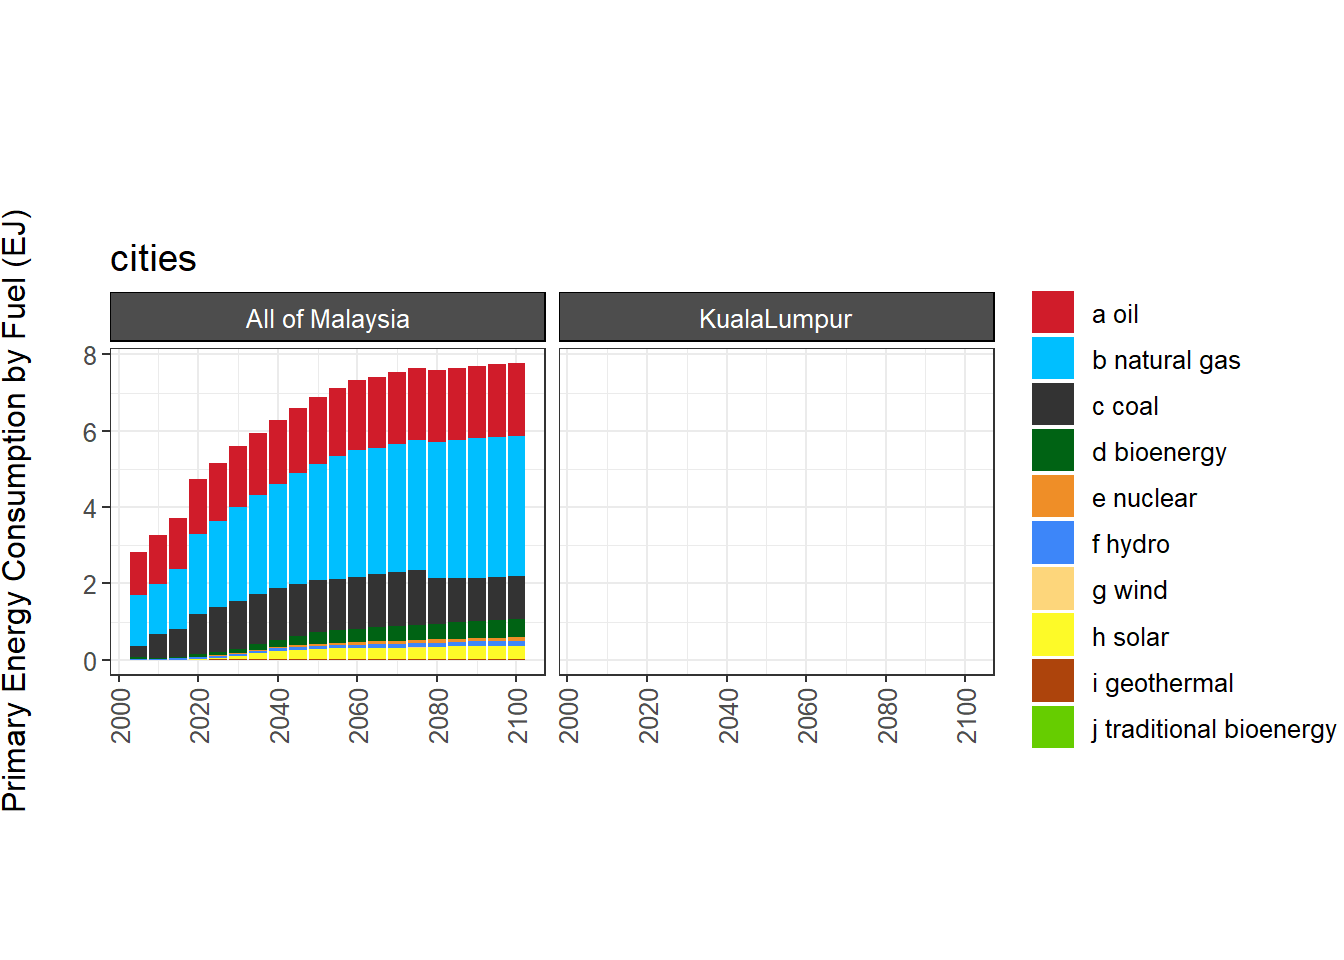 cities
All of Malaysia
KualaLumpur
Primary Energy Consumption by Fuel (EJ)
8
6
4
2
0
2000
2020
2040
2060
2080
2100
2000
2020
2040
2060
2080
2100
a oil
b natural gas
c coal
d bioenergy
e nuclear
f hydro
g wind
h solar
i geothermal
j traditional bioenergy